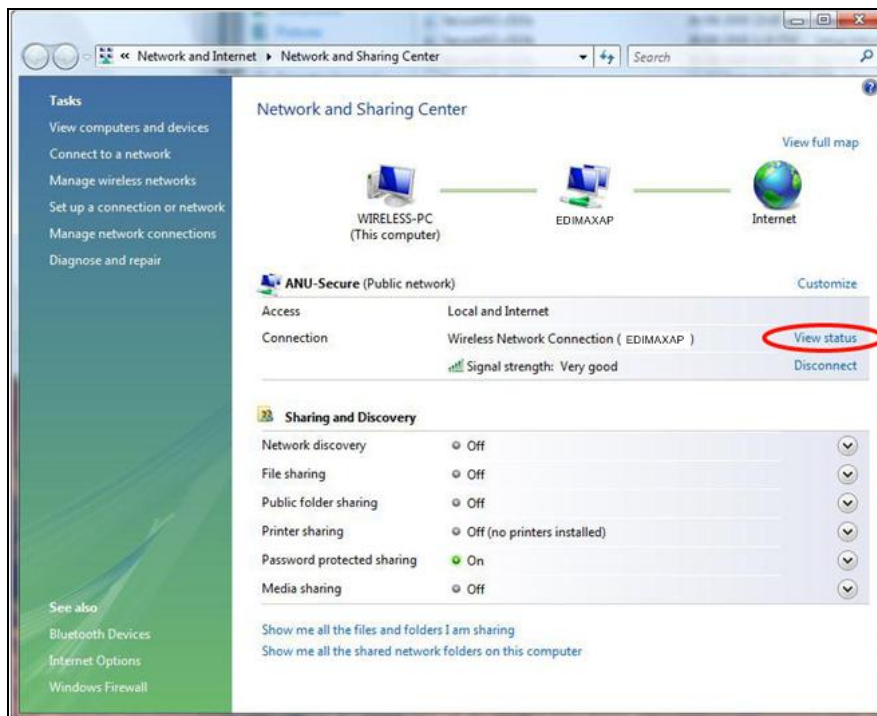 « Network and Internet ▸ Network and Sharing Center
Search
Tasks
View computers and devices
Connect to a network
Manage wireless networks
Set up a connection or network
Manage network connections
Diagnose and repair
See also
Bluetooth Devices
Internet Options
Windows Firewall
Network and Sharing Center
View full map
WIRELESS-PC
(This computer)
EDIMAXAP
Internet
ANU-Secure (Public network) Customize
Access Local and Internet
Connection Wireless Network Connection ( EDIMAXAP ) View status
Signal strength: Very good Disconnect
Sharing and Discovery
Network discovery Off
File sharing Off
Public folder sharing Off
Printer sharing Off (no printers installed)
Password protected sharing On
Media sharing Off
Show me all the files and folders I am sharing
Show me all the shared network folders on this computer